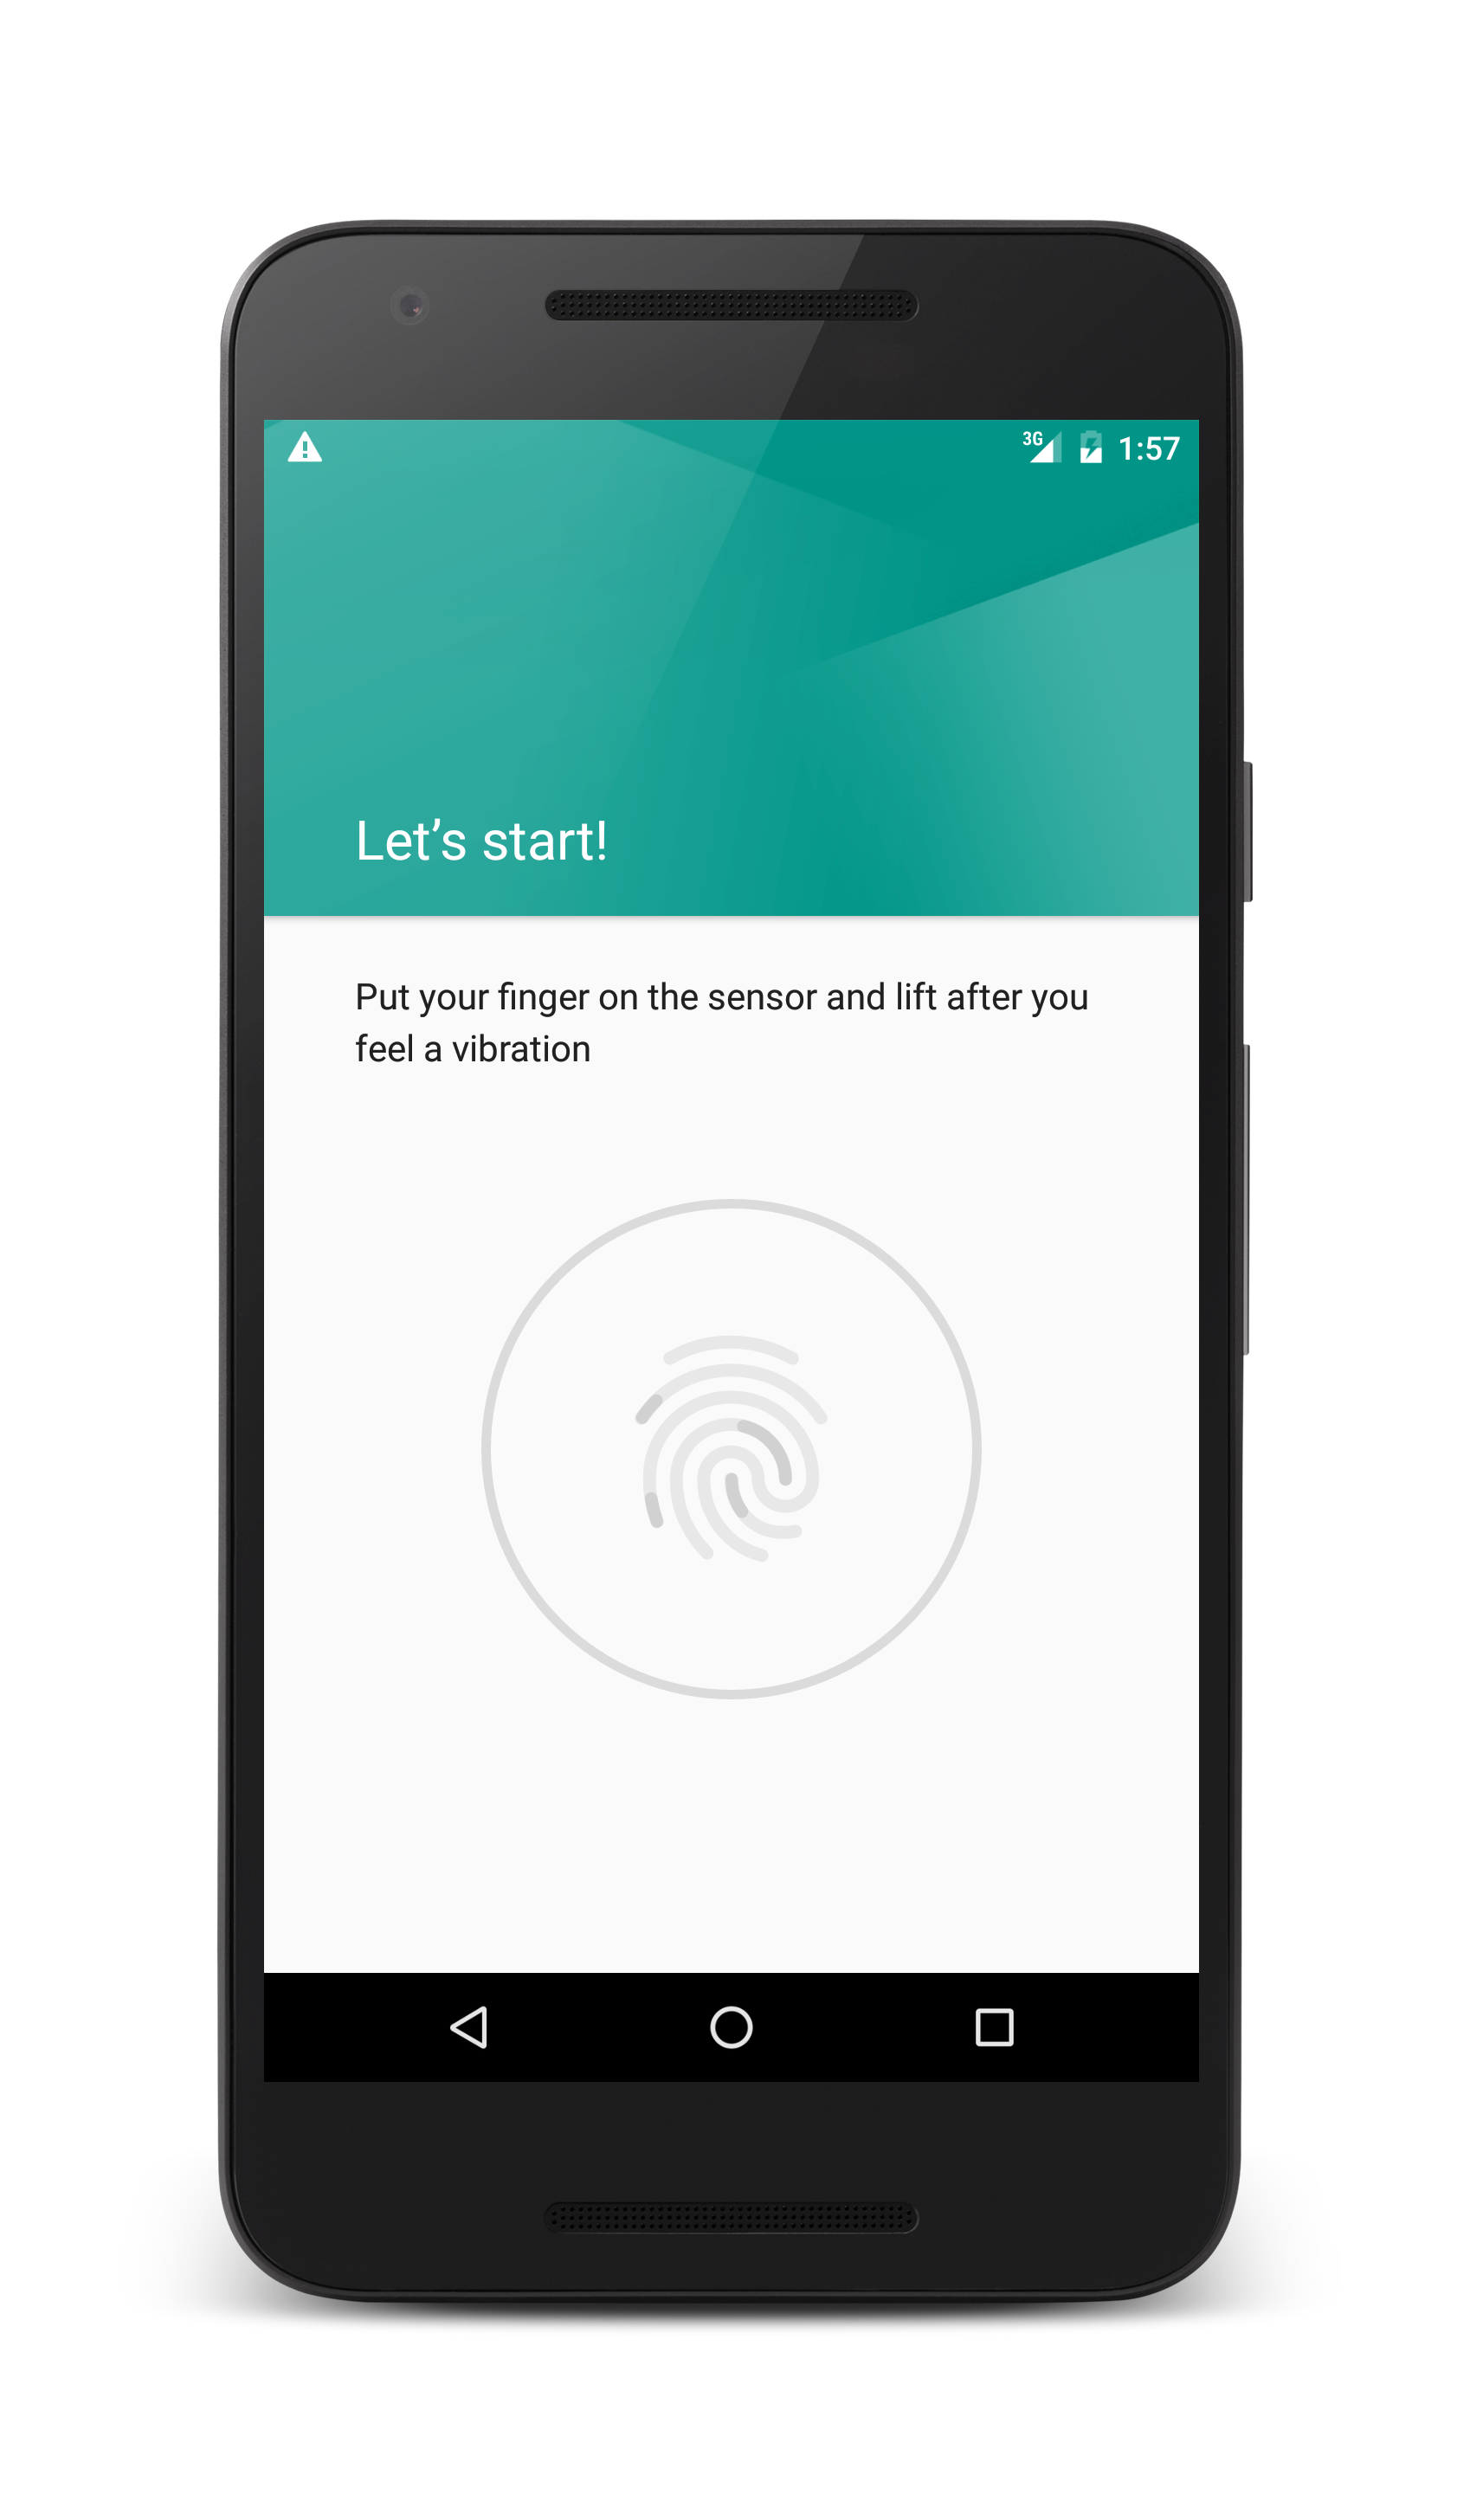 3G 1:57
Let’s start!
Put your finger on the sensor and lift after you
feel a vibration